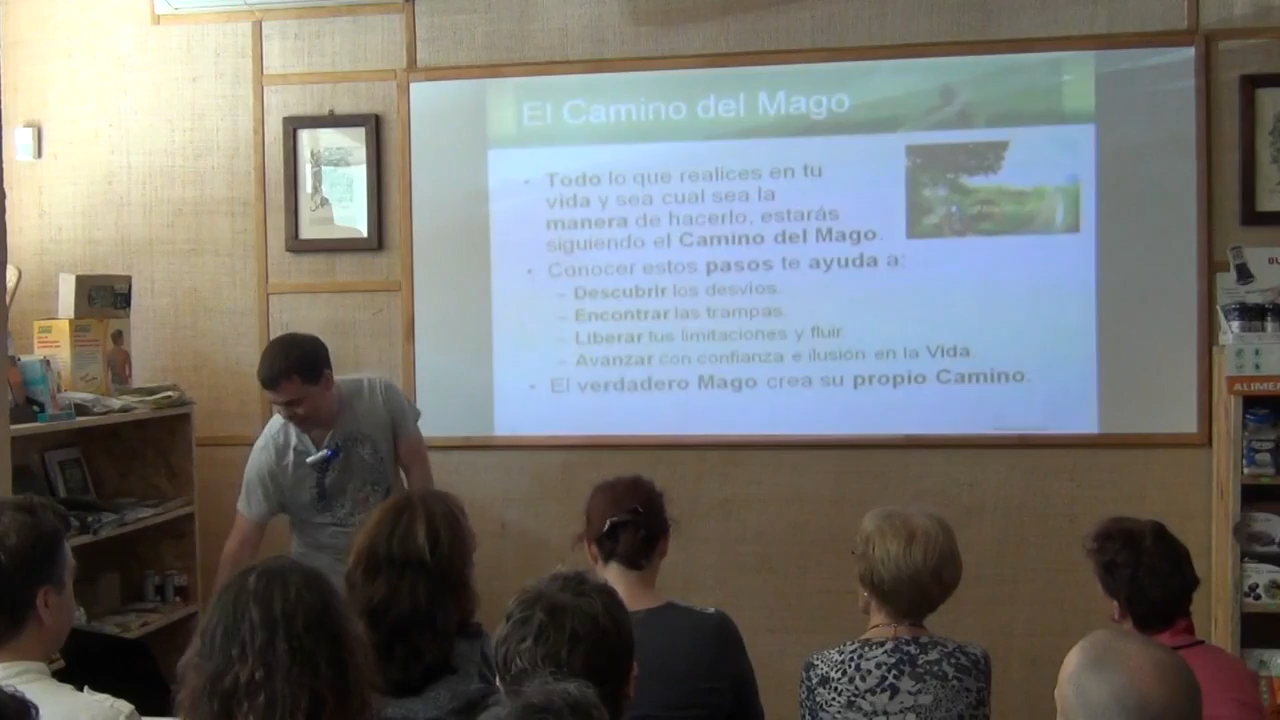 El Camino del Mago
Todo lo que realices en tu
vida y sea cual sea la
manera de hacerlo, estarás
siguiendo el Camino del Mago.
Conocer estos pasos te ayuda a:
– Descubrir los desvíos.
– Encontrar las trampas.
– Liberar tus limitaciones y fluir.
– Avanzar con confianza e ilusión en la Vida.
El verdadero Mago crea su propio Camino.
ALIME